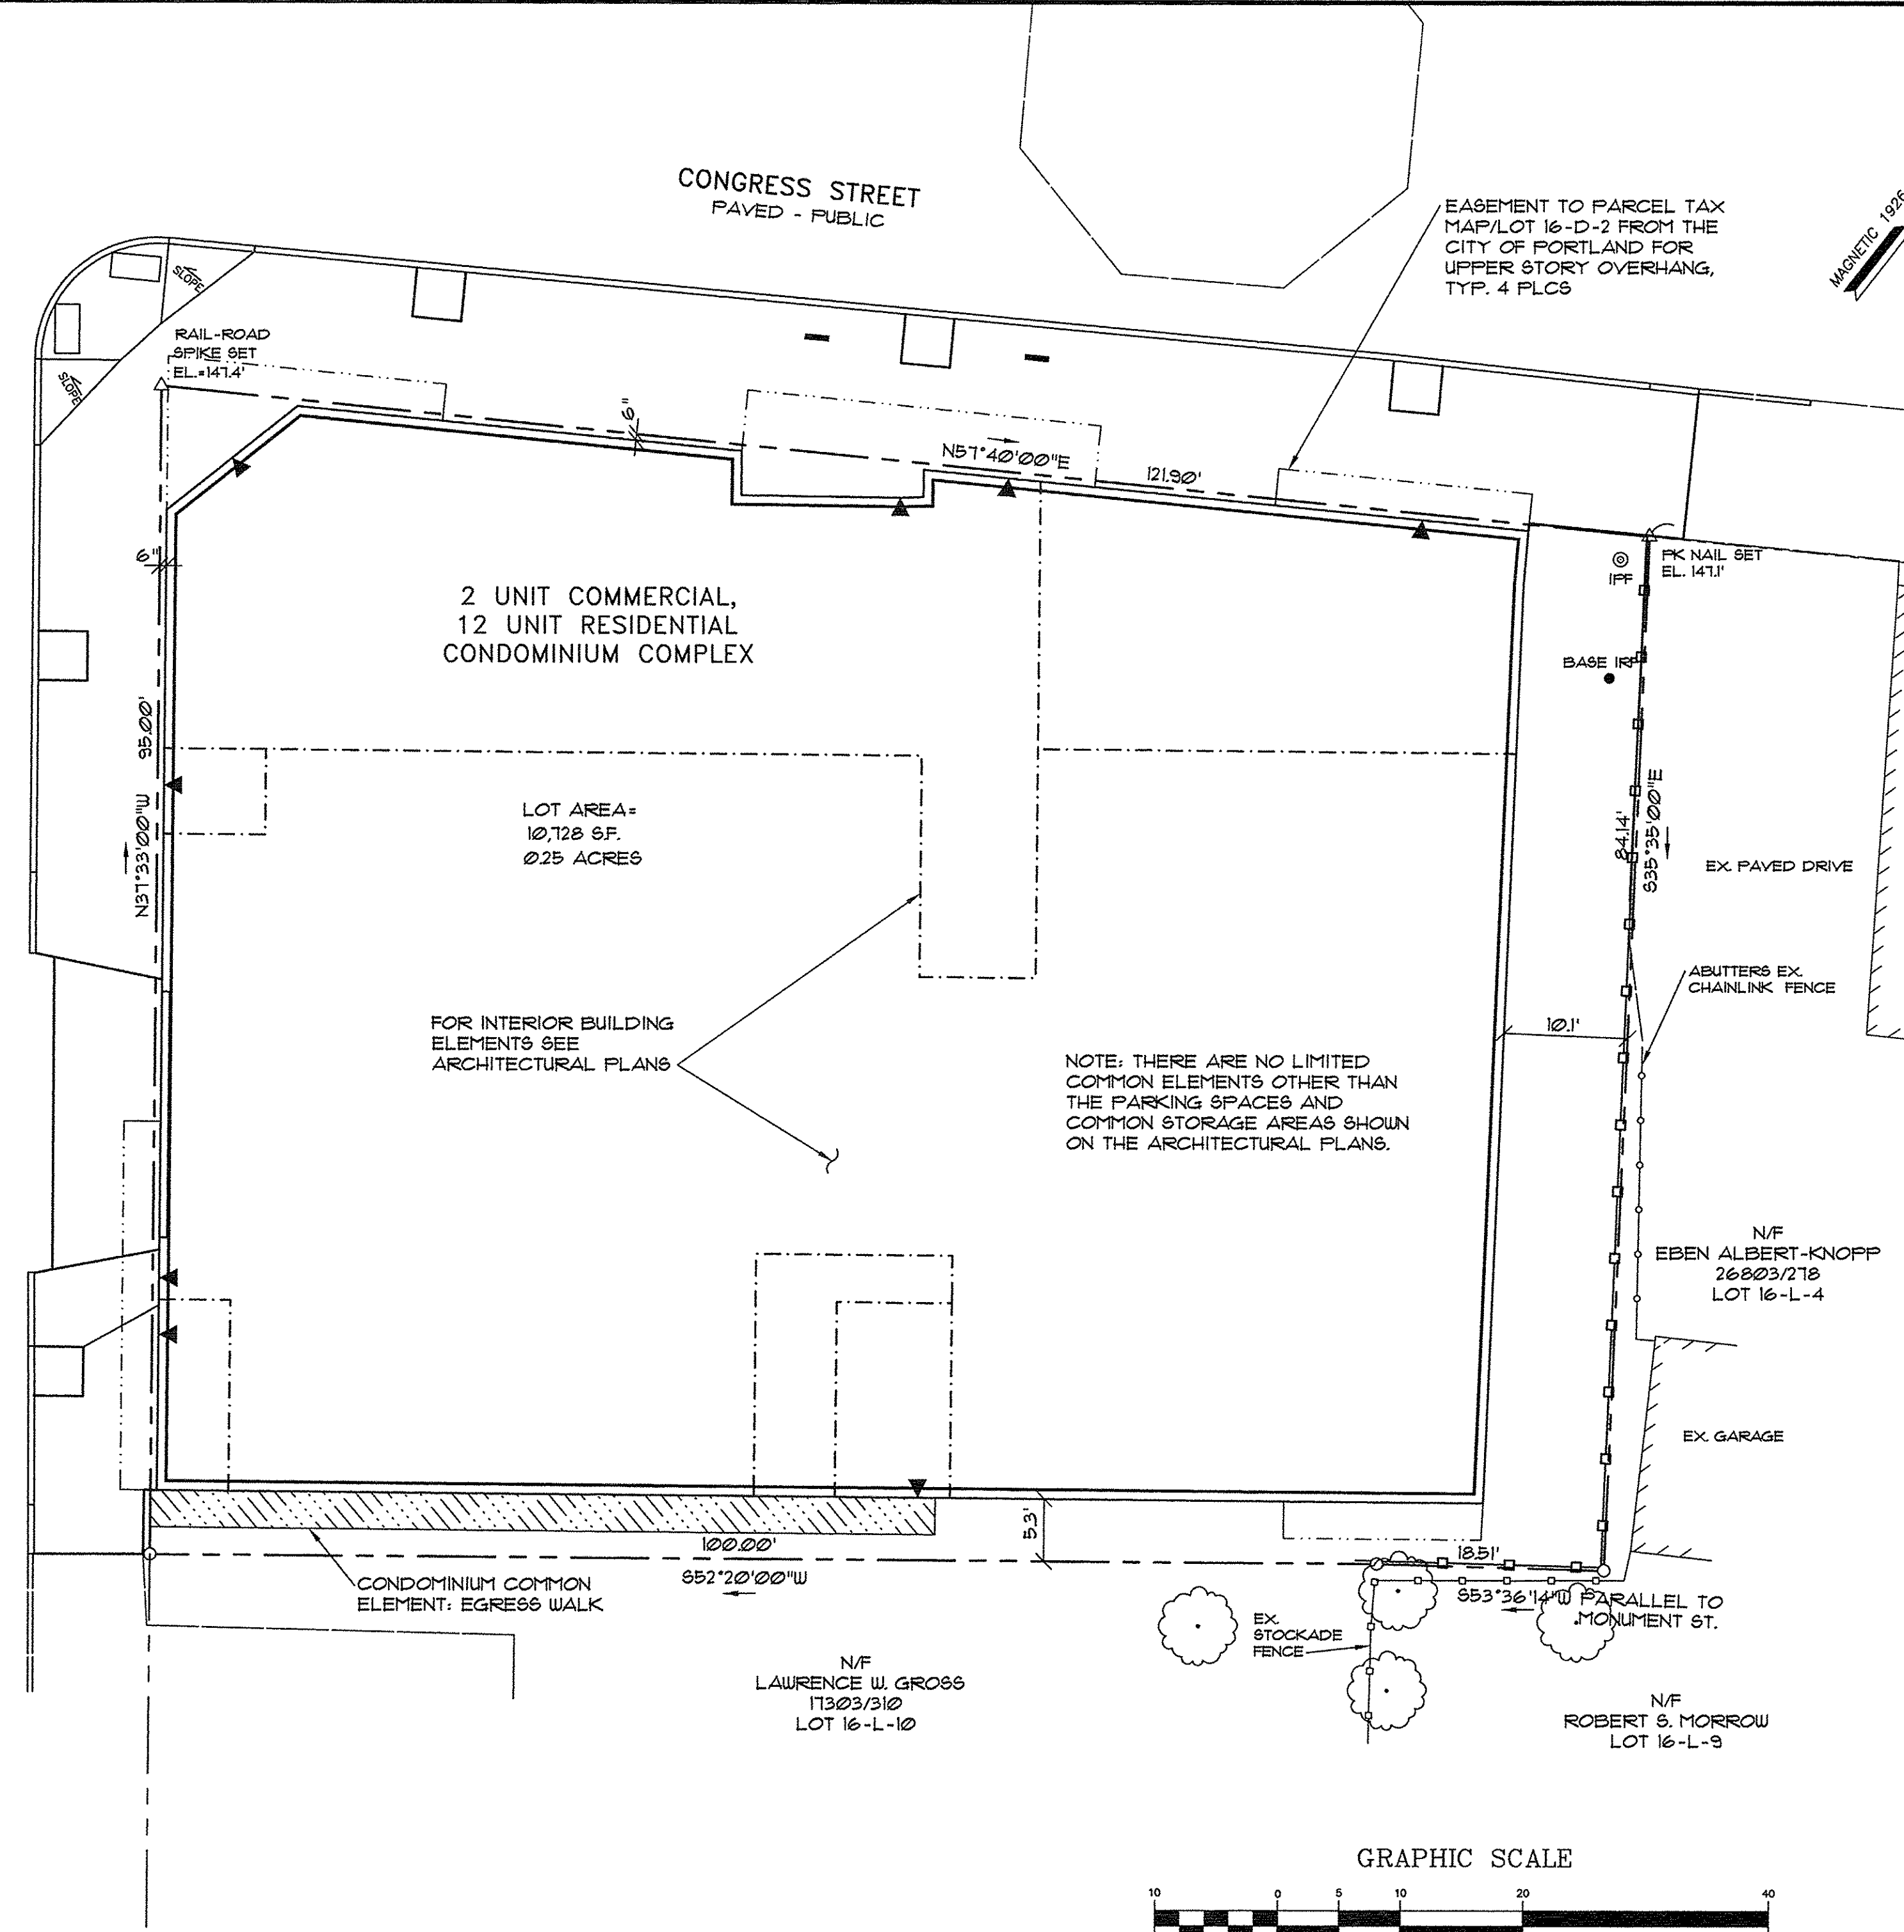 CONGRESS STREET
PAVED - PUBLIC
EASEMENT TO PARCEL TAX
MAP/LOT 16-D-2 FROM THE
CITY OF PORTLAND FOR
UPPER STORY OVERHANG,
TYP. 4 PLCS
MAGNETIC 1926
SLOPE
SLOPE
RAIL-ROAD
SPIKE SET
EL.=147.4'
6"
N57°40'00"E
121.90'
6"
IPF
PK NAIL SET
EL. 147.1'
2 UNIT COMMERCIAL,
12 UNIT RESIDENTIAL
CONDOMINIUM COMPLEX
BASE IRF
N37°33'00"W 95.00'
LOT AREA=
10,728 S.F.
0.25 ACRES
84.14'
S35°35'00"E
EX. PAVED DRIVE
ABUTTERS EX.
CHAINLINK FENCE
FOR INTERIOR BUILDING
ELEMENTS SEE
ARCHITECTURAL PLANS
10.1'
NOTE: THERE ARE NO LIMITED
COMMON ELEMENTS OTHER THAN
THE PARKING SPACES AND
COMMON STORAGE AREAS SHOWN
ON THE ARCHITECTURAL PLANS.
N/F
EBEN ALBERT-KNOPP
26803/278
LOT 16-L-4
EX. GARAGE
5.3'
100.00'
S52°20'00"W
18.51'
S53°36'14"W PARALLEL TO
MONUMENT ST.
CONDOMINIUM COMMON
ELEMENT: EGRESS WALK
EX.
STOCKADE
FENCE
N/F
LAWRENCE W. GROSS
17303/310
LOT 16-L-10
N/F
ROBERT S. MORROW
LOT 16-L-9
GRAPHIC SCALE
10 0 5 10 20 40